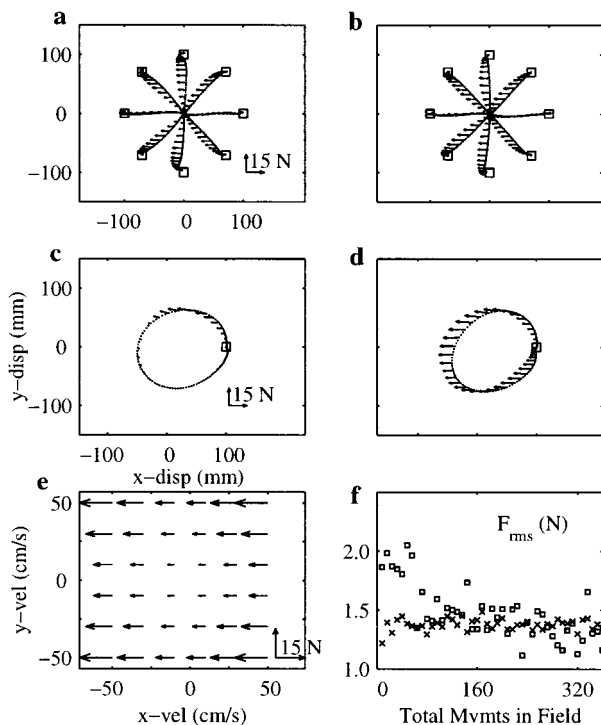 a
b
100
0
−100
15 N
15 N
−100 0 100
c
d
y−disp (mm)
100
0
−100
15 N
15 N
−100 0 100
x−disp (mm)
e
f
y−vel (cm/s)
50
0
−50
15 N
−50 0 50
x−vel (cm/s)
F rms (N)
2.0
1.5
1.0
0 160 320
Total Mvmts in Field